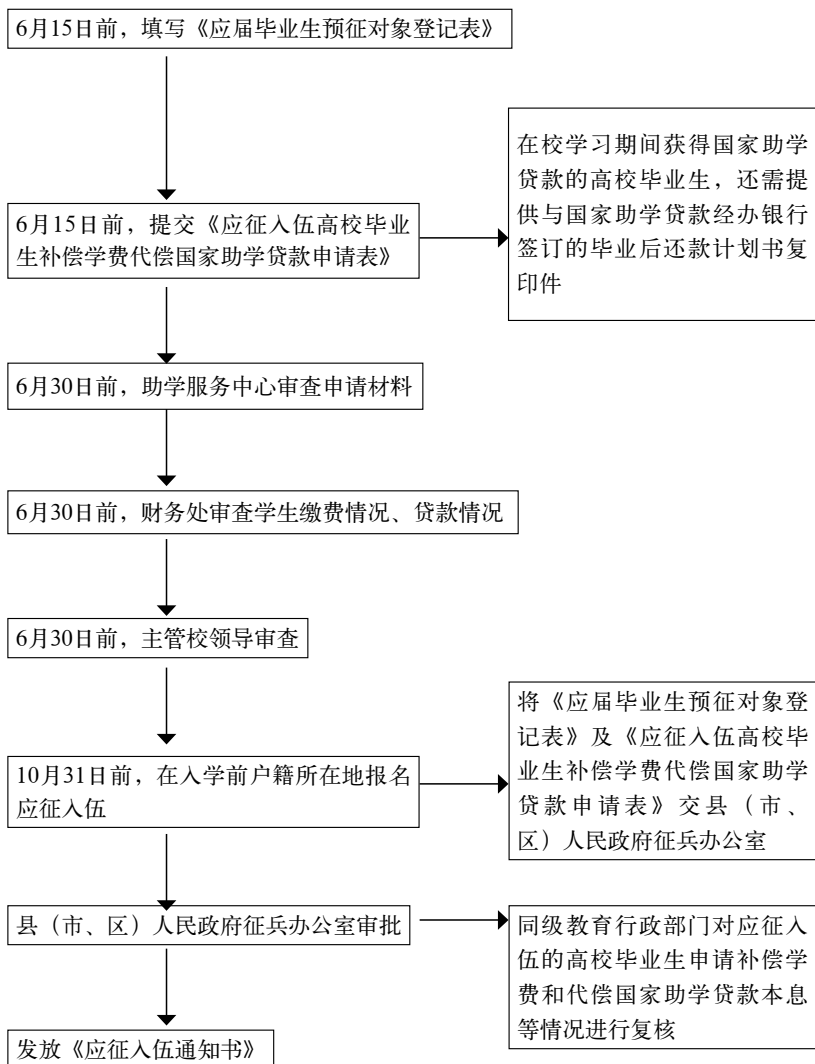 6月15日前，填写《应届毕业生预征对象登记表》
在校学习期间获得国家助学
贷款的高校毕业生，还需提
供与国家助学贷款经办银行
签订的毕业后还款计划书复
印件
6月15日前，提交《应征入伍高校毕业
生补偿学费代偿国家助学贷款申请表》
6月30日前，助学服务中心审查申请材料
6月30日前，财务处审查学生缴费情况、贷款情况
6月30日前，主管校领导审查
将《应届毕业生预征对象登
记表》及《应征入伍高校毕
业生补偿学费代偿国家助学
贷款申请表》交县（市、
区）人民政府征兵办公室
10月31日前，在入学前户籍所在地报名
应征入伍
县（市、区）人民政府征兵办公室审批
同级教育行政部门对应征入
伍的高校毕业生申请补偿学
费和代偿国家助学贷款本息
等情况进行复核
发放《应征入伍通知书》